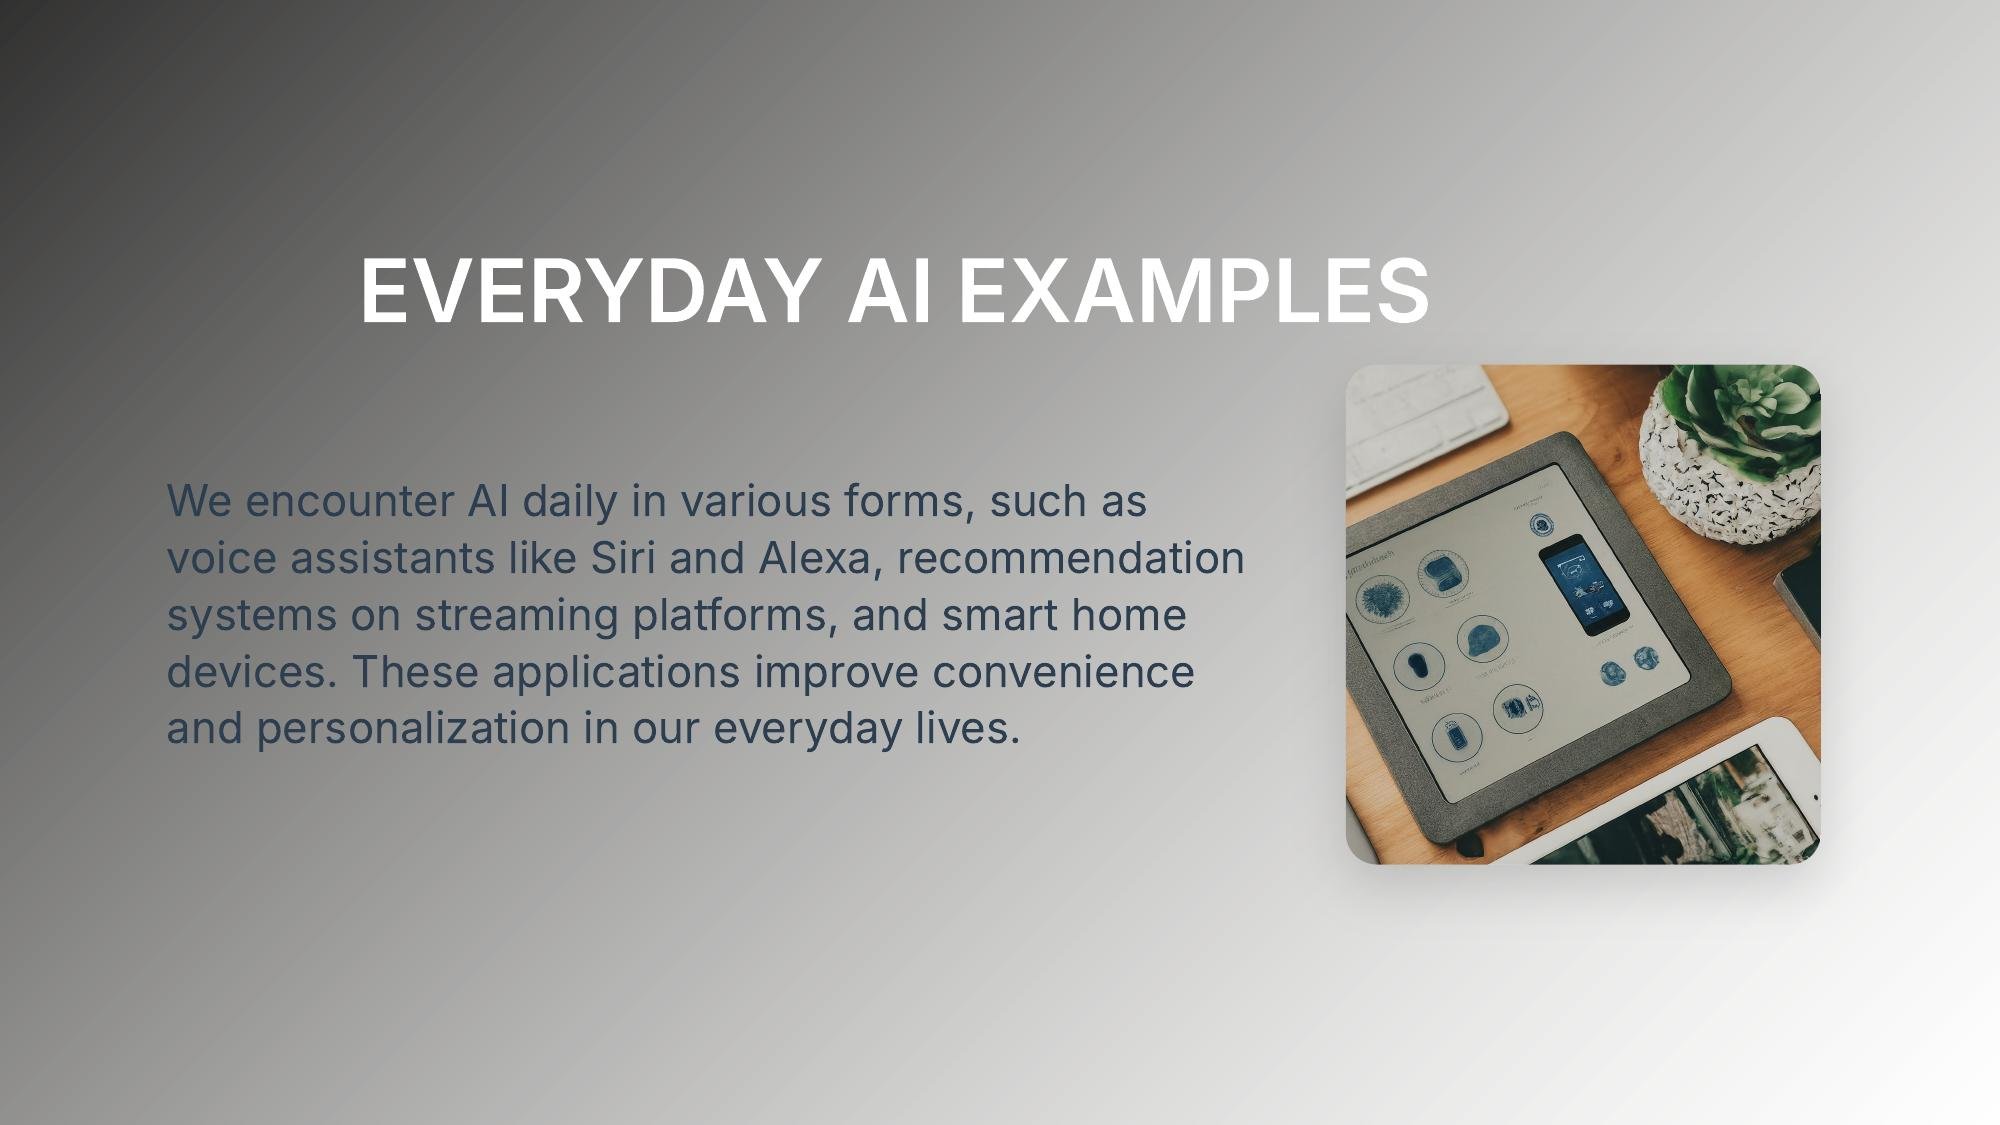 EVERYDAY AI EXAMPLES
We encounter AI daily in various forms, such as
voice assistants like Siri and Alexa, recommendation
systems on streaming platforms, and smart home
devices. These applications improve convenience
and personalization in our everyday lives.